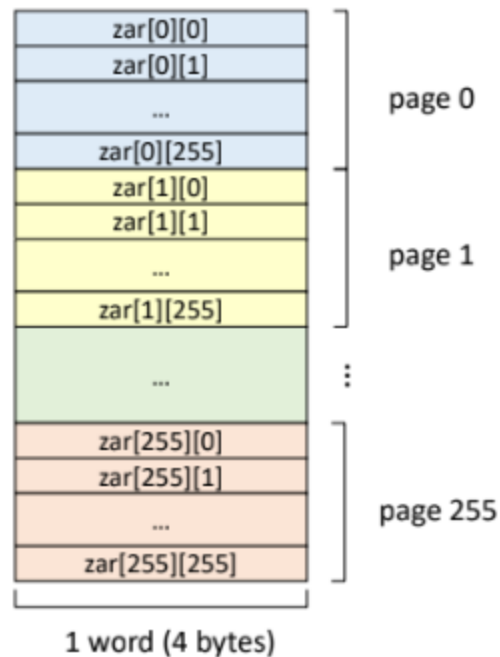 zar[0][0]
zar[0][1]
...
zar[0][255]
page 0
zar[1][0]
zar[1][1]
...
zar[1][255]
page 1
...
...
zar[255][0]
zar[255][1]
...
zar[255][255]
page 255
1 word (4 bytes)